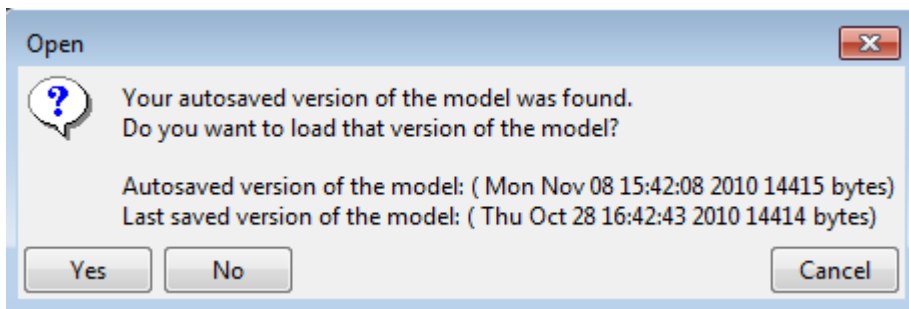 Open
?
Your autosaved version of the model was found.
Do you want to load that version of the model?
Autosaved version of the model: ( Mon Nov 08 15:42:08 2010 14415 bytes)
Last saved version of the model: ( Thu Oct 28 16:42:43 2010 14414 bytes)
Yes No Cancel